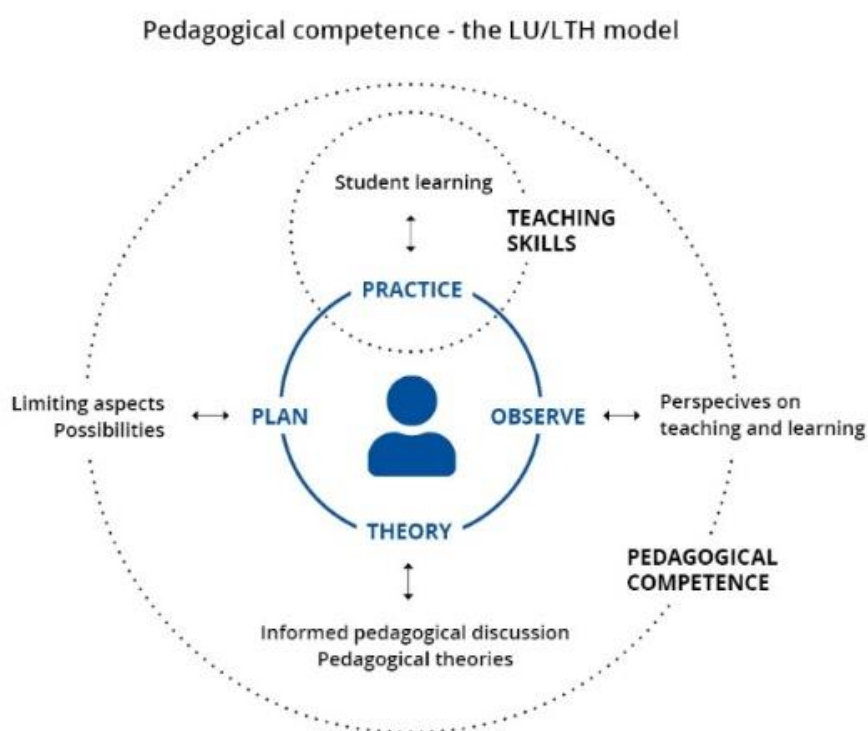 Pedagogical competence - the LU/LTH model
Student learning
TEACHING
SKILLS
PRACTICE
Limiting aspects
Possibilities
PLAN
OBSERVE
Perspecives on
teaching and learning
THEORY
PEDAGOGICAL
COMPETENCE
Informed pedagogical discussion
Pedagogical theories